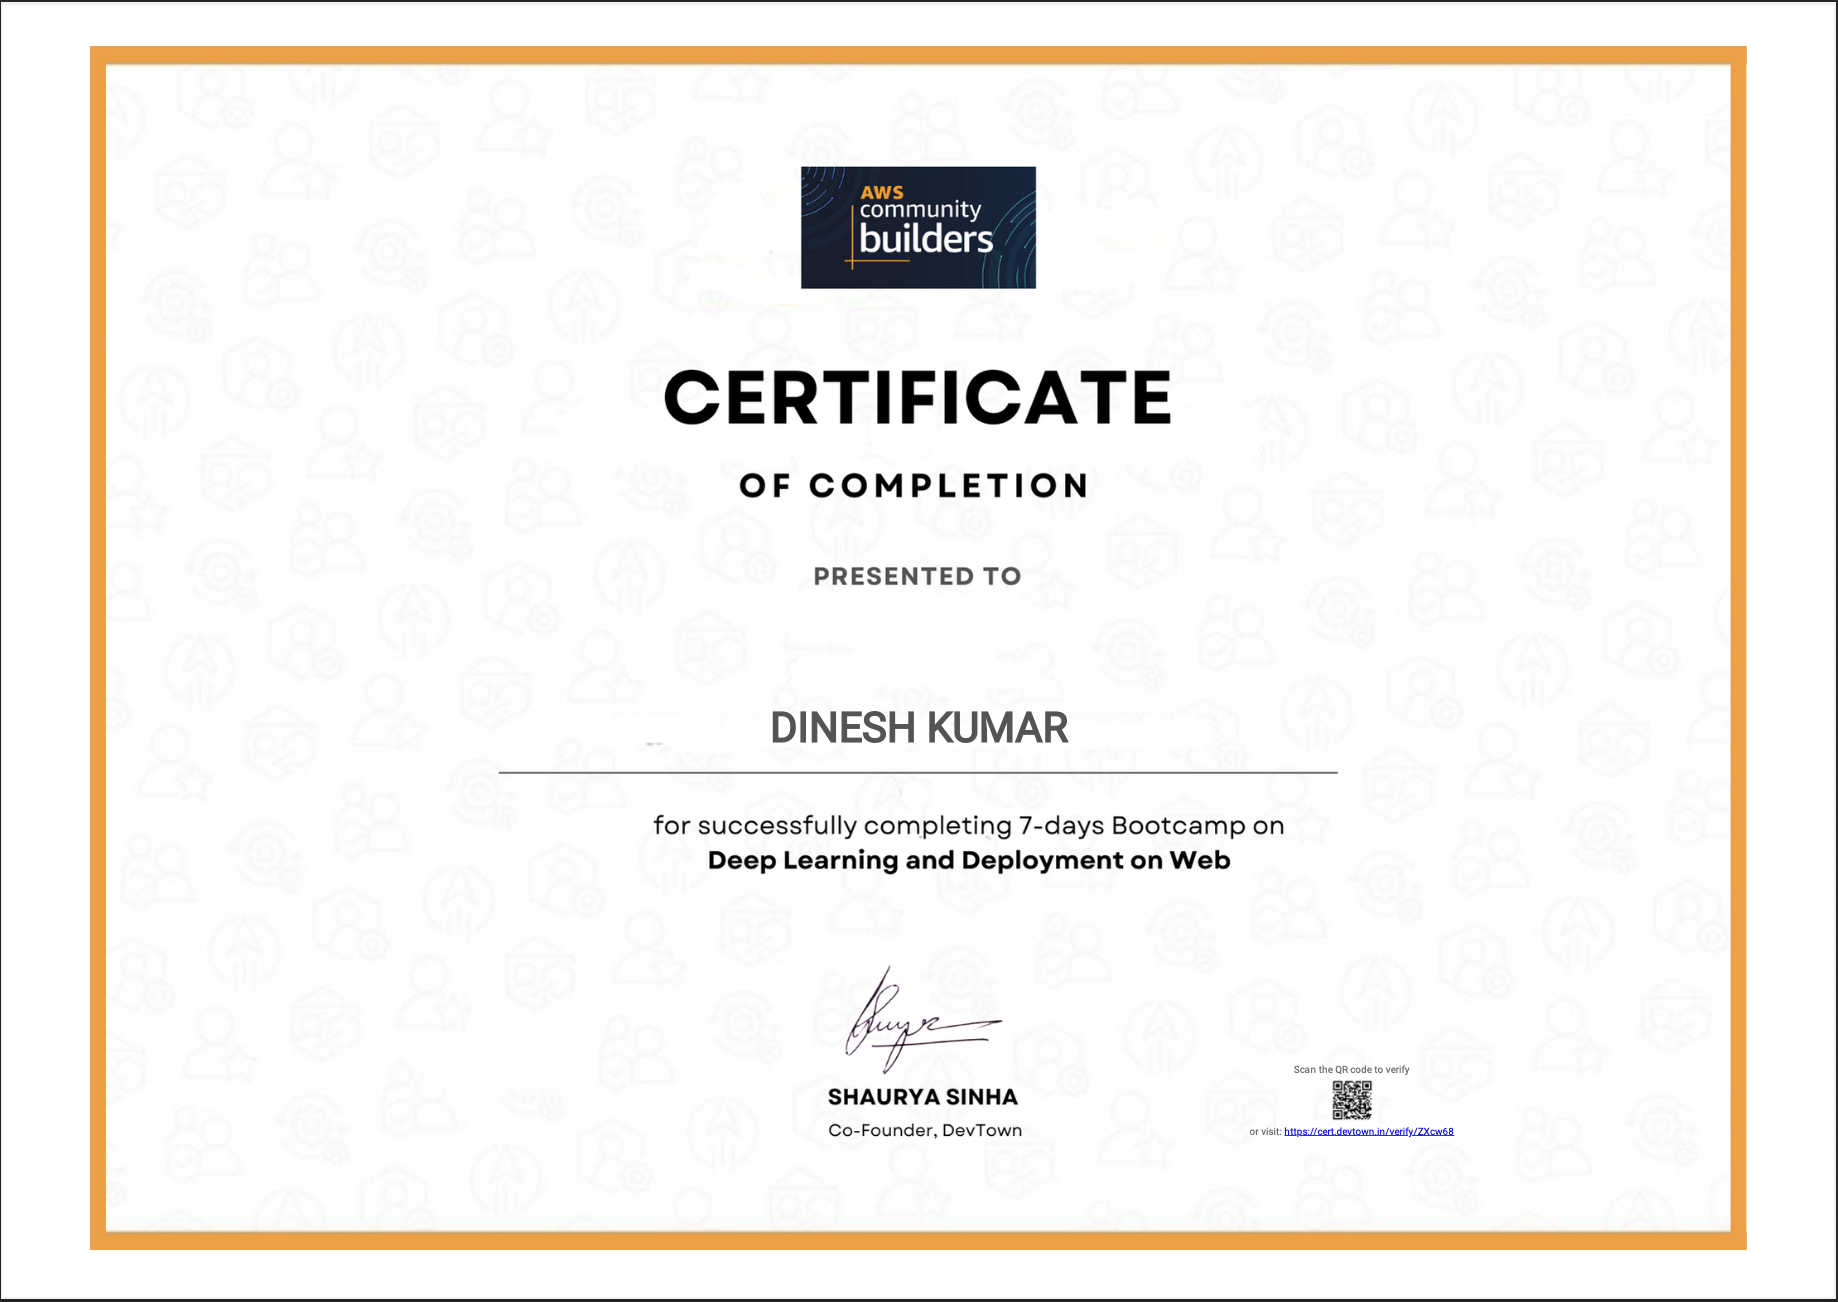 AWS
community
builders
CERTIFICATE
OF COMPLETION
PRESENTED TO
DINESH KUMAR
for successfully completing 7-days Bootcamp on
Deep Learning and Deployment on Web
SHAURYA SINHA
Co-Founder, DevTown
Scan the QR code to verify
or visit: https://cert.devtown.in/verify/ZXcw68